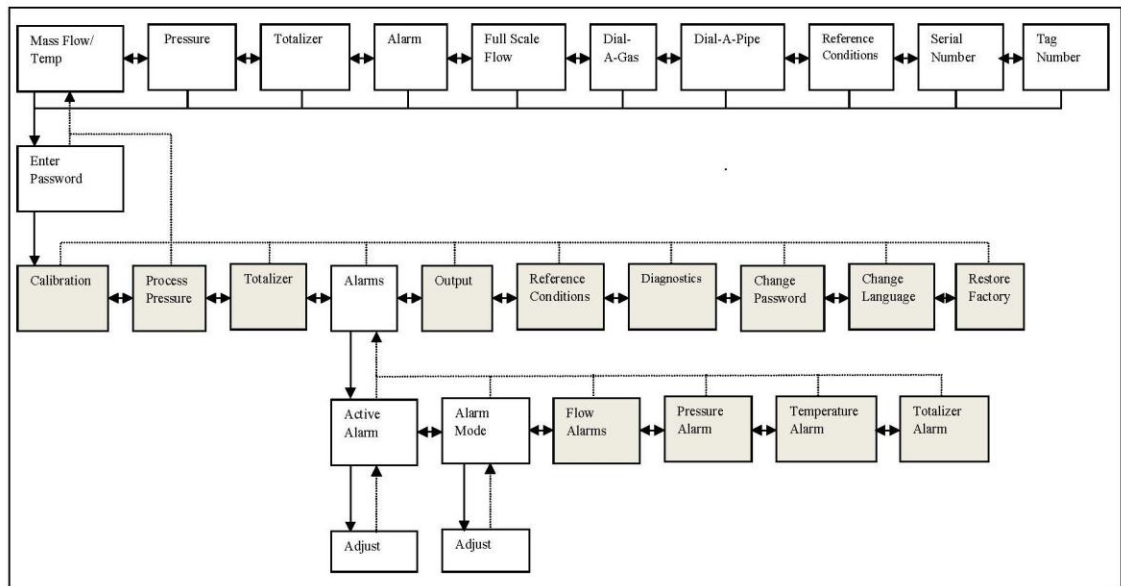 Mass Flow/
Temp
Pressure
Totalizer
Alarm
Full Scale
Flow
Dial-
A-Gas
Dial-A-Pipe
Reference
Conditions
Serial
Number
Tag
Number
Enter
Password
Calibration
Process
Pressure
Totalizer
Alarms
Output
Reference
Conditions
Diagnostics
Change
Password
Change
Language
Restore
Factory
Active
Alarm
Alarm
Mode
Flow
Alarms
Pressure
Alarm
Temperature
Alarm
Totalizer
Alarm
Adjust
Adjust